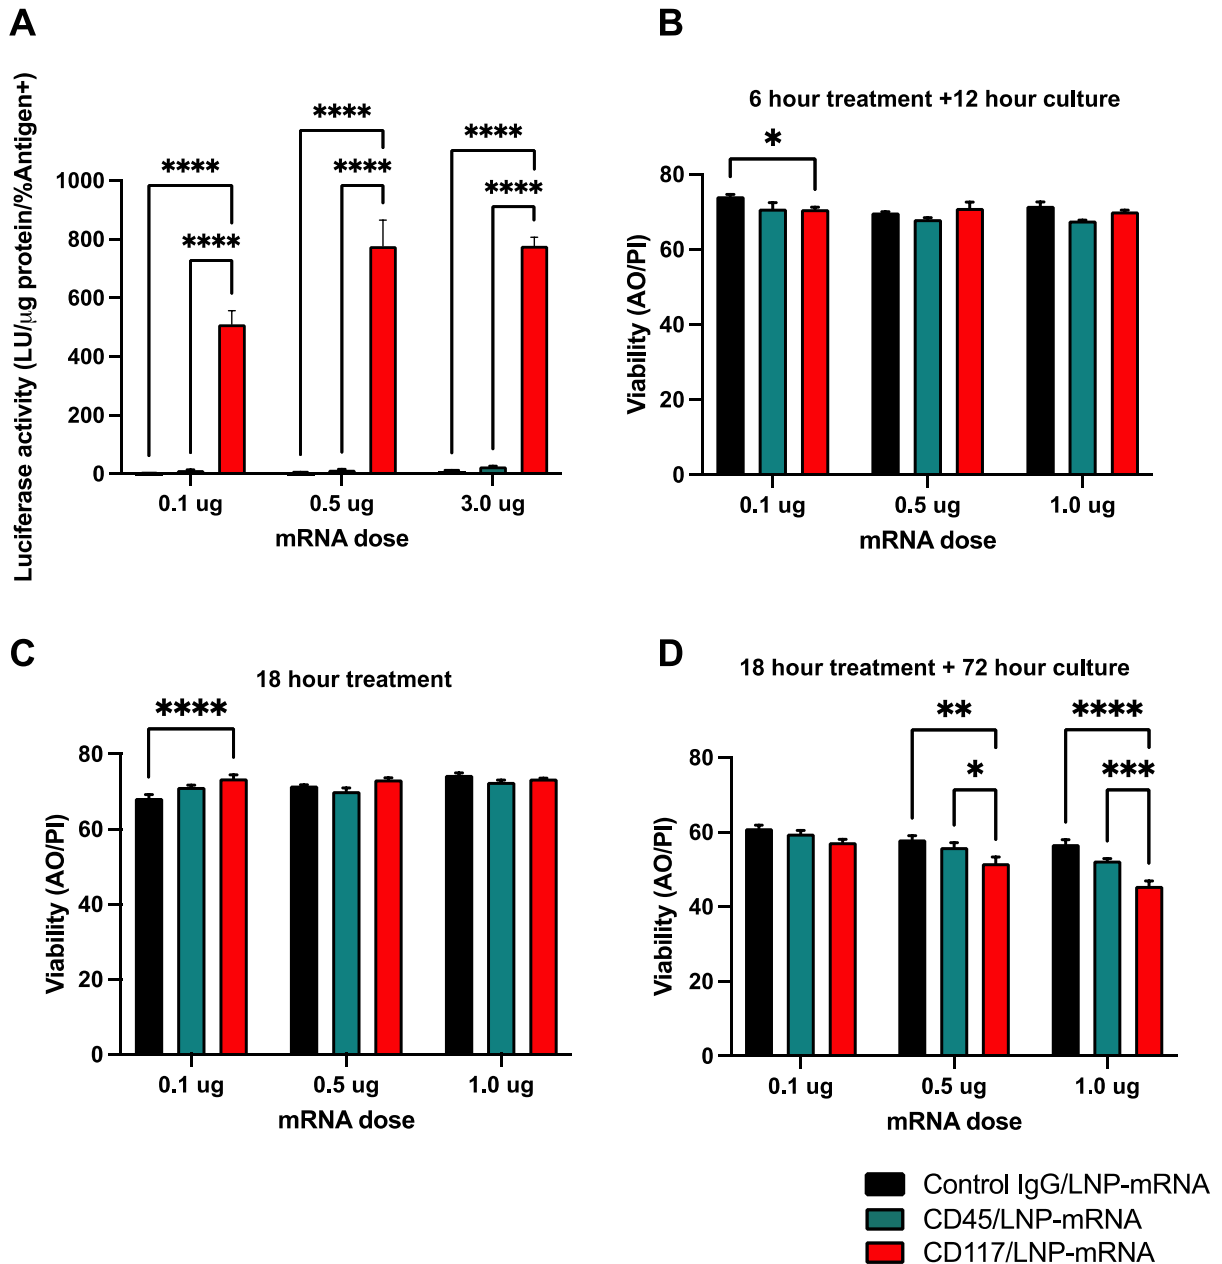 A
Luciferase activity (LU/μg protein/%Antigen+)
1000
800
600
400
200
0
****
****
****
****
****
****
0.1 ug
0.5 ug
3.0 ug
mRNA dose
B
6 hour treatment +12 hour culture
Viability (AO/PI)
80
60
40
20
0
*
0.1 ug
0.5 ug
1.0 ug
mRNA dose
C
18 hour treatment
Viability (AO/PI)
80
60
40
20
0
****
0.1 ug
0.5 ug
1.0 ug
mRNA dose
D
18 hour treatment + 72 hour culture
Viability (AO/PI)
80
60
40
20
0
**
*
****
***
0.1 ug
0.5 ug
1.0 ug
mRNA dose
Control IgG/LNP-mRNA
CD45/LNP-mRNA
CD117/LNP-mRNA